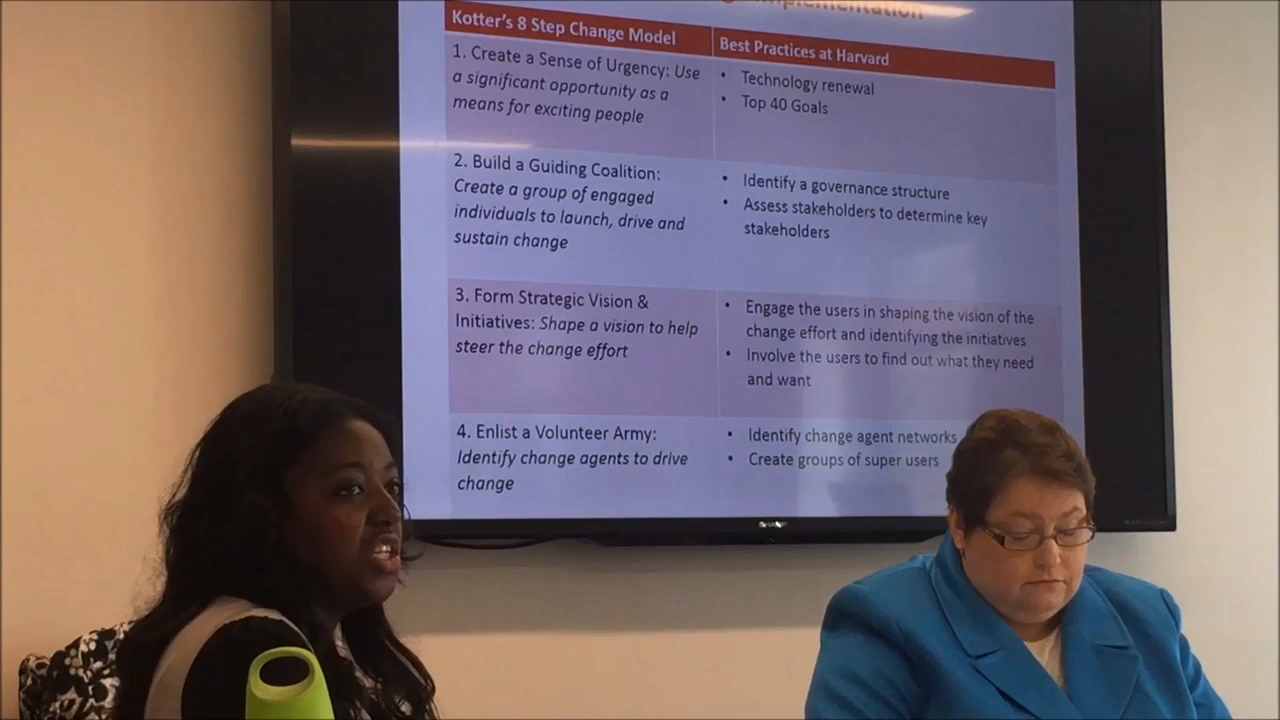 Implementation
Kotter's 8 Step Change Model
Best Practices at Harvard
1. Create a Sense of Urgency: Use
a significant opportunity as a
means for exciting people
• Technology renewal
• Top 40 Goals
2. Build a Guiding Coalition:
Create a group of engaged
individuals to launch, drive and
sustain change
• Identify a governance structure
• Assess stakeholders to determine key
stakeholders
3. Form Strategic Vision &
Initiatives: Shape a vision to help
steer the change effort
• Engage the users in shaping the vision of the
change effort and identifying the initiatives
• Involve the users to find out what they need
and want
4. Enlist a Volunteer Army:
Identify change agents to drive
change
• Identify change agent networks
• Create groups of super users
SHARP